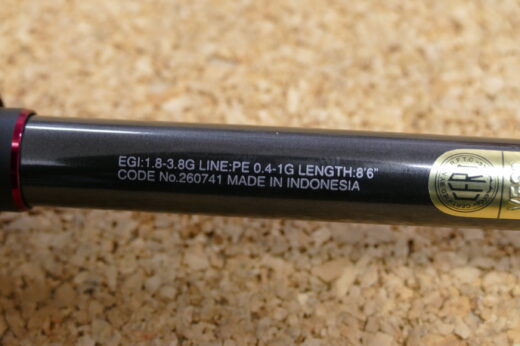 EGI:1.8-3.8G LINE:PE 0.4-1G LENGTH:8'6"
CODE No.260741 MADE IN INDONESIA